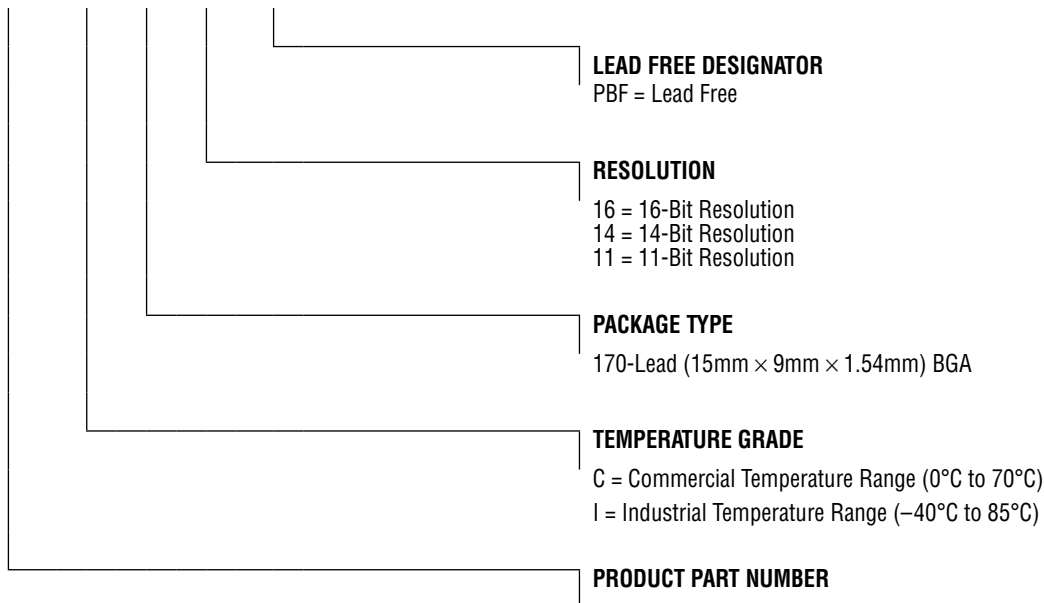 LEAD FREE DESIGNATOR
PBF = Lead Free
RESOLUTION
16 = 16-Bit Resolution
14 = 14-Bit Resolution
11 = 11-Bit Resolution
PACKAGE TYPE
170-Lead (15mm × 9mm × 1.54mm) BGA
TEMPERATURE GRADE
C = Commercial Temperature Range (0°C to 70°C)
I = Industrial Temperature Range (–40°C to 85°C)
PRODUCT PART NUMBER